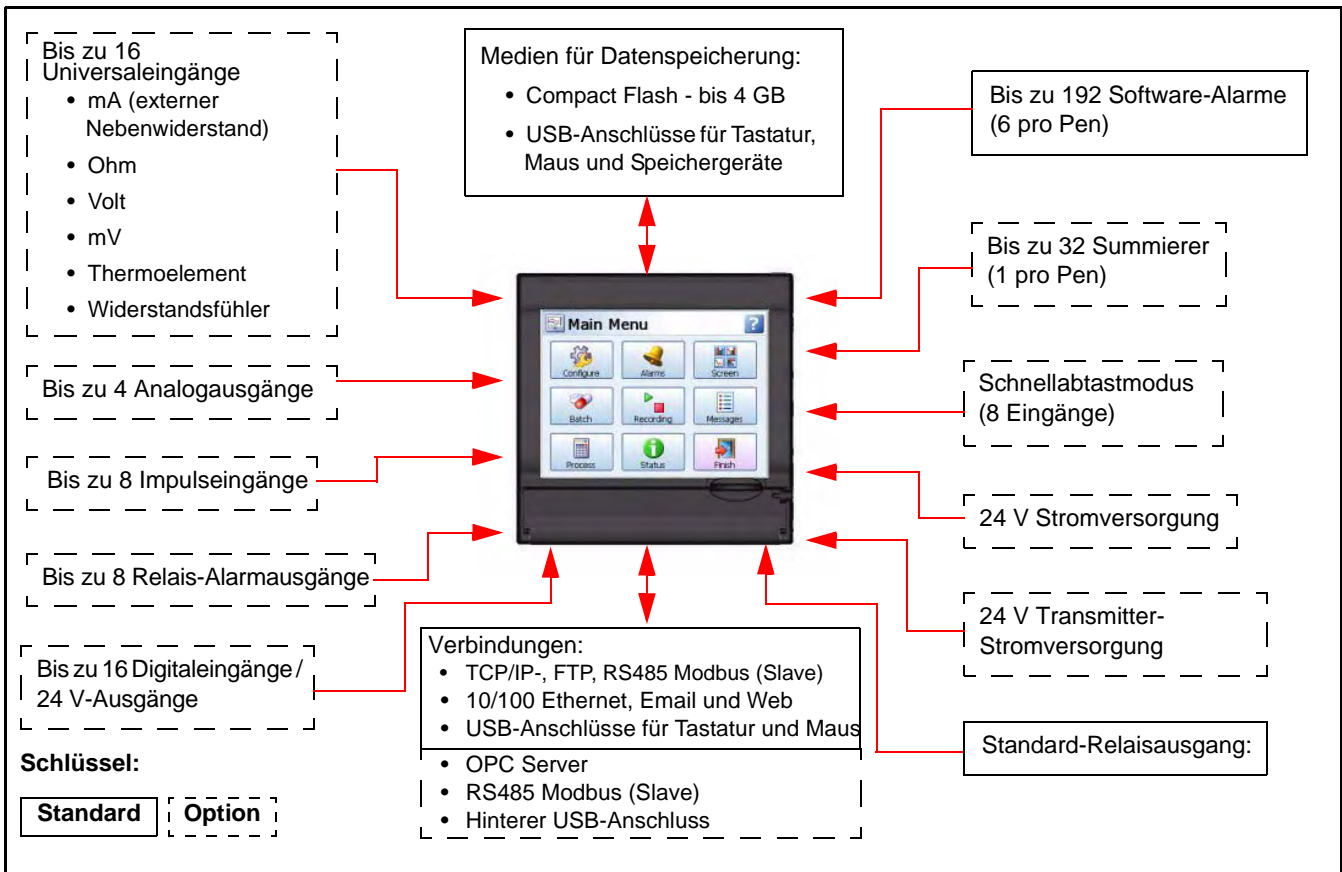 Bis zu 16
Universaleingänge
• mA (externer
Nebenwiderstand)
• Ohm
• Volt
• mV
• Thermoelement
• Widerstandsfühler
Bis zu 4 Analogausgänge
Bis zu 8 Impulseingänge
Bis zu 8 Relais-Alarmausgänge
Bis zu 16 Digitaleingänge/
24 V-Ausgänge
Schlüssel:
Standard
Option
Medien für Datenspeicherung:
• Compact Flash - bis 4 GB
• USB-Anschlüsse für Tastatur,
Maus und Speichergeräte
Main Menu
?
Configure
Alarms
Screen
Batch
Recording
Messages
Process
Status
Finish
Verbindungen:
• TCP/IP-, FTP, RS485 Modbus (Slave)
• 10/100 Ethernet, Email und Web
• USB-Anschlüsse für Tastatur und Maus
• OPC Server
• RS485 Modbus (Slave)
• Hinterer USB-Anschluss
Bis zu 192 Software-Alarme
(6 pro Pen)
Bis zu 32 Summierer
(1 pro Pen)
Schnellabtastmodus
(8 Eingänge)
24 V Stromversorgung
24 V Transmitter-
Stromversorgung
Standard-Relaisausgang: